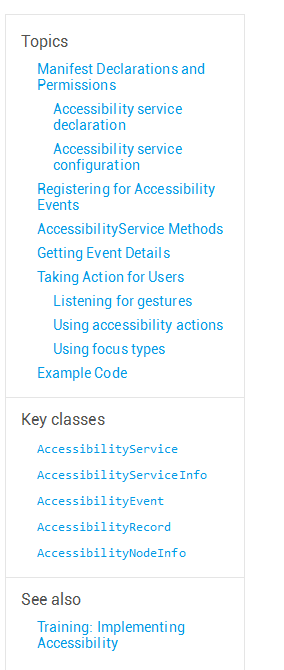 Topics
Manifest Declarations and
Permissions
Accessibility service
declaration
Accessibility service
configuration
Registering for Accessibility
Events
AccessibilityService Methods
Getting Event Details
Taking Action for Users
Listening for gestures
Using accessibility actions
Using focus types
Example Code
Key classes
AccessibilityService
AccessibilityServiceInfo
AccessibilityEvent
AccessibilityRecord
AccessibilityNodeInfo
See also
Training: Implementing
Accessibility